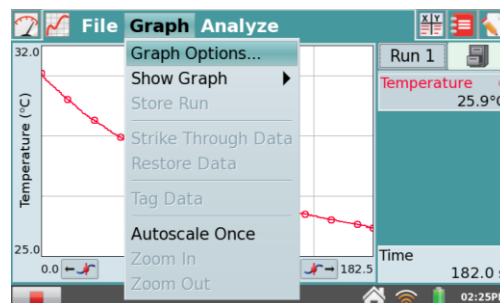 File Graph Analyze
X Y
32.0
Graph Options...
Show Graph
Store Run
Strike Through Data
Restore Data
Tag Data
Autoscale Once
Zoom In
Zoom Out
Temperature (°C)
25.0
0.0
182.5
Run 1
Temperature
25.9°
Time
182.0 s
02:25P